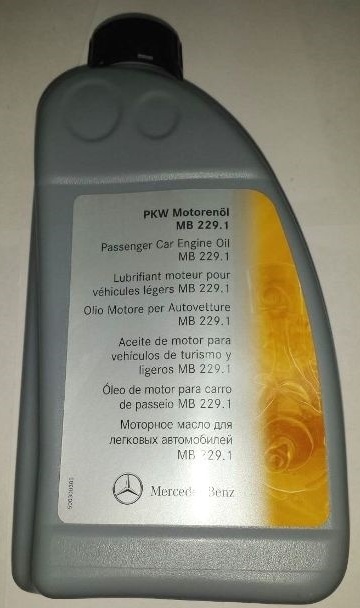 PKW Motorenöl
MB 229.1
Passenger Car Engine Oil
MB 229.1
Lubrifiant moteur pour
véhicules légers MB 229.1
Olio Motore per Autovetture
MB 229.1
Aceite de motor para
vehículos de turismo y
ligeros MB 229.1
Óleo de motor para carro
de passeio MB 229.1
Моторное масло для
легковых автомобилей
MB 229.1
Mercedes-Benz